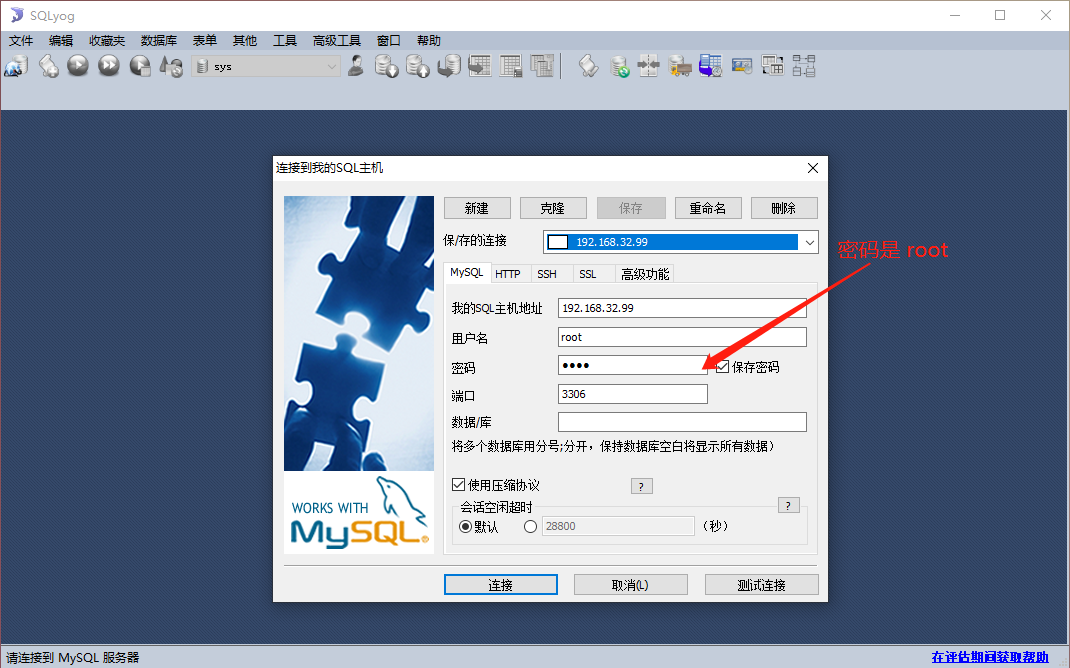 SQLyog
文件 编辑 收藏夹 数据库 表单 其他 工具 高级工具 窗口 帮助
sys
连接到我的SQL主机
新建 克隆 保存 重命名 删除
保/存的连接 192.168.32.99
密码是 root
MySQL HTTP SSH SSL 高级功能
我的SQL主机地址 192.168.32.99
用户名 root
密码 •••• 保存密码
端口 3306
数据/库
将多个数据库用分号;分开，保持数据库空白将显示所有数据）
使用压缩协议 ?
会话空闲超时 ?
默认 28800 （秒）
WORKS WITH
MySQL®
连接 取消(L) 测试连接
请连接到 MySQL 服务器 在评估期间获取帮助